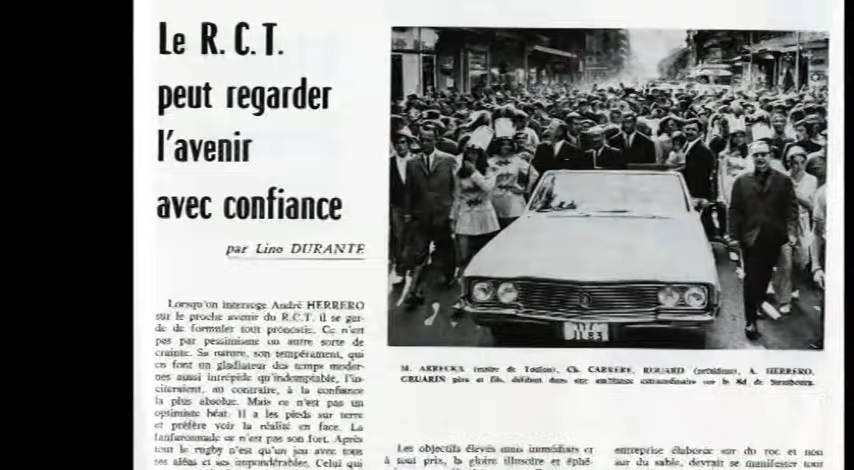 Le R.C.T.
peut regarder
l'avenir
avec confiance
par Lino DURANTE
Lorsqu'on interroge André HERRERO
sur le proche avenir du R.C.T. il se gar-
de de formuler tout pronostic. Ce n'est
pas par pessimisme ou autre sorte de
crainte. Sa nature, son tempérament, qui
en font un gladiateur des temps moder-
nes aussi intrépide qu'indomptable, l'in-
citeraient, au contraire, à la confiance
la plus absolue. Mais ce n'est pas un
optimiste béat. Il a les pieds sur terre
et préfère voir la réalité en face. La
fanfaronnade ce n'est pas son fort. Après
tout le rugby n'est qu'un jeu avec tous
ses aléas et ses impondérables. Celui qui
M. ARRECKX (maire de Toulon), Ch. CARRERE, (président), A. HERRERO,
GRUARIN père et fils, défilent dans une ambiance extraordinaire sur le Bd de Strasbourg.
Les objectifs élevés mais immédiats et
à tout prix, la gloire illusoire et éphé-
entreprise élaborée sur du roc et non
sur du sable, devrait se manifester tout